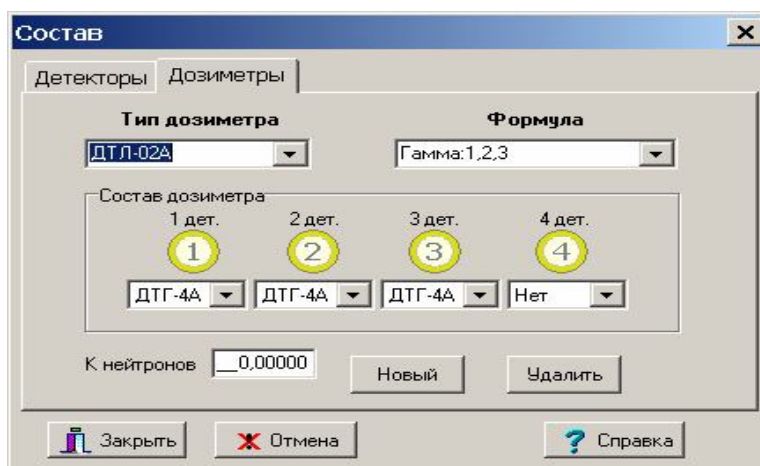 Состав
Детекторы Дозиметры
Тип дозиметра Формула
ДТЛ-02А Гамма:1,2,3
Состав дозиметра
1 дет. 2 дет. 3 дет. 4 дет.
1 2 3 4
ДТГ-4А ДТГ-4А ДТГ-4А Нет
К нейтронов __0,00000 Новый Удалить
Закрыть Отмена ? Справка